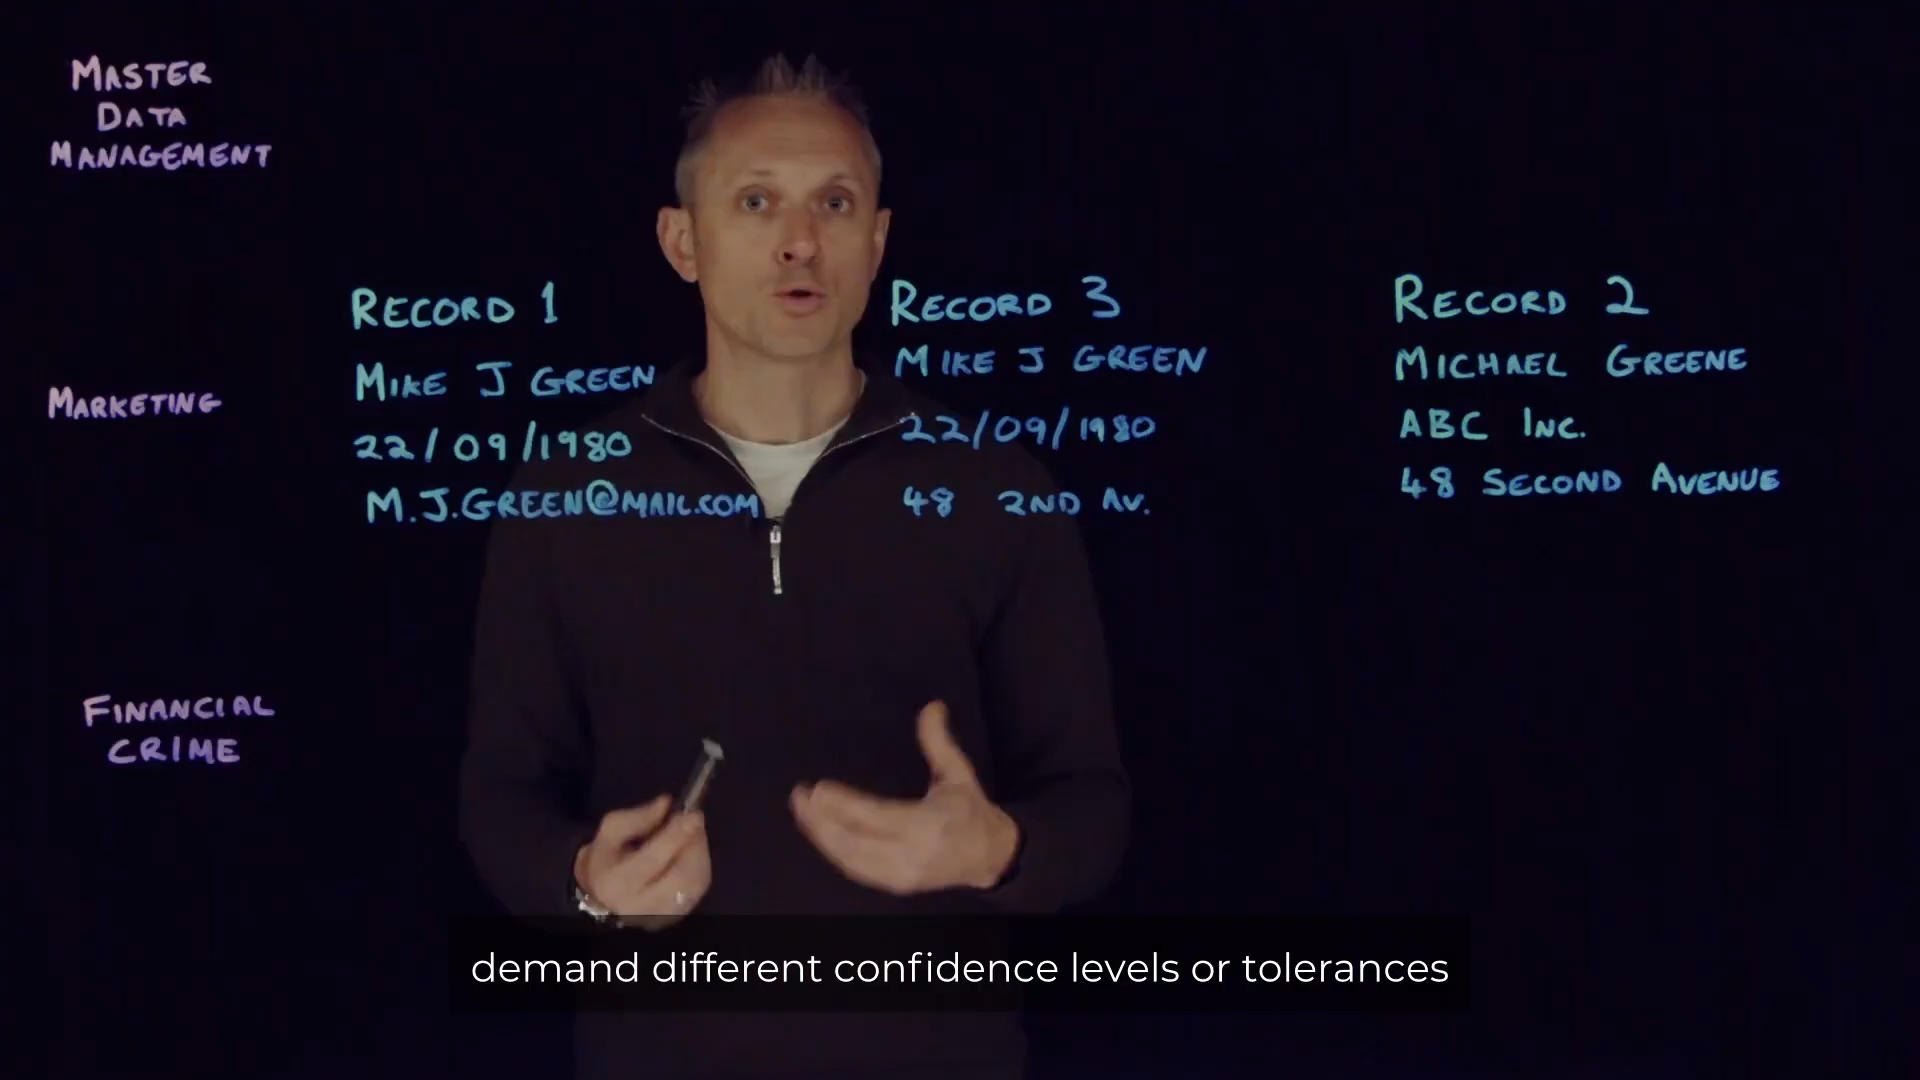 MASTER
DATA
MANAGEMENT
MARKETING
FINANCIAL
CRIME
RECORD 1
MIKE J GREEN
22/09/1980
M.J.GREEN@MAIL.COM
RECORD 3
MIKE J GREEN
22/09/1980
48 2ND AV.
RECORD 2
MICHAEL GREENE
ABC INC.
48 SECOND AVENUE
demand different confidence levels or tolerances